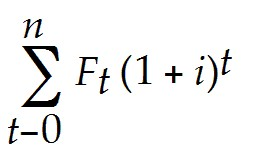 n
∑ Fₜ (1 + i)ᵗ
t–0